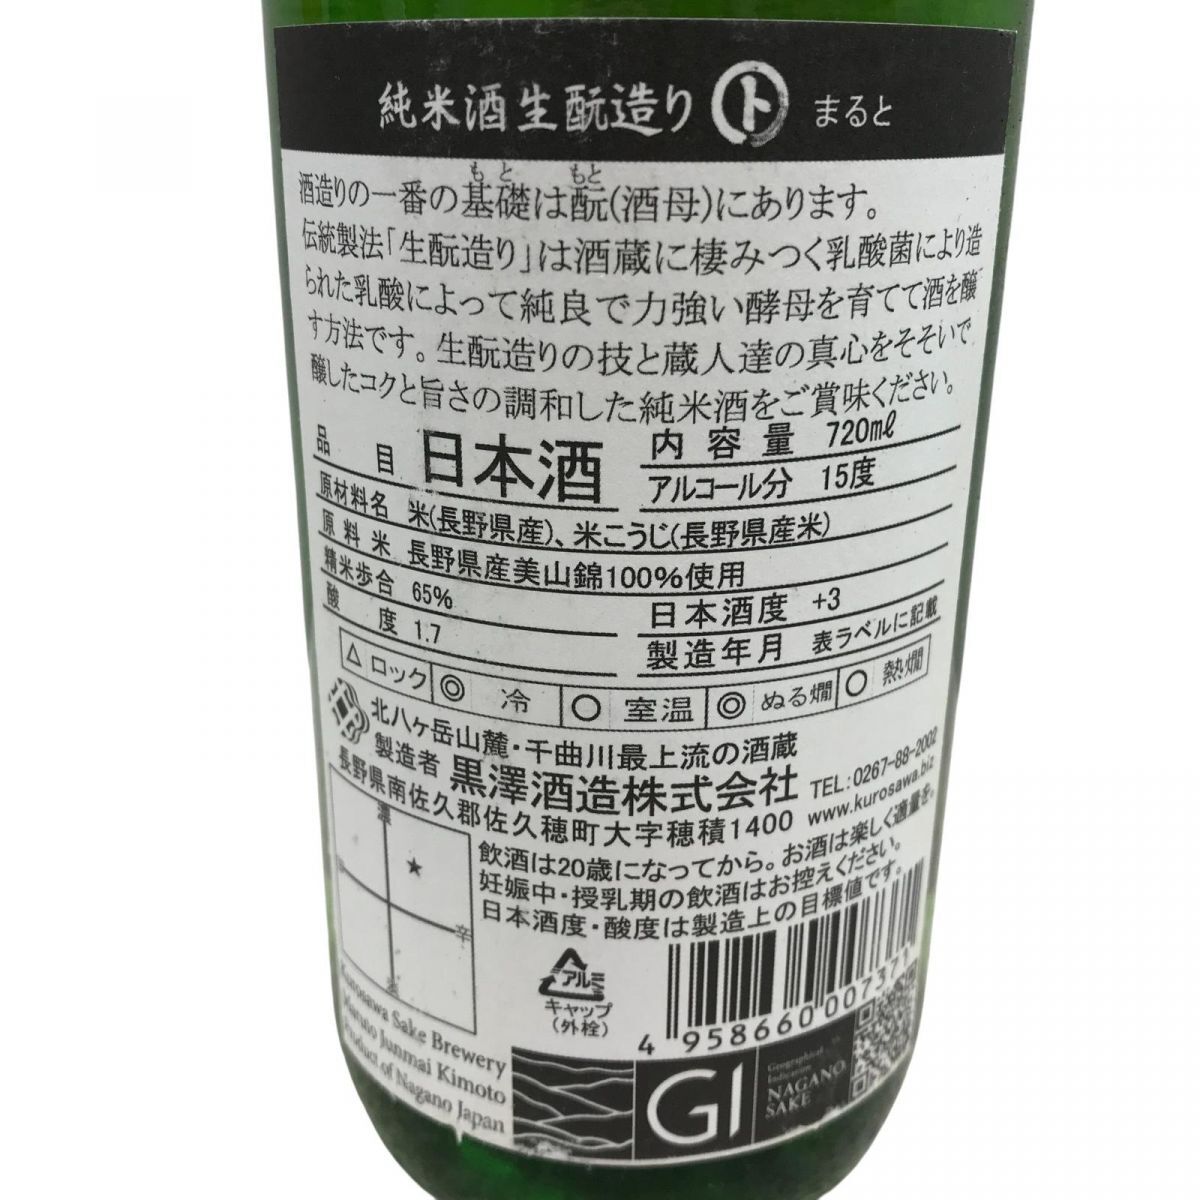 純米酒生酛造り ㋣ まると
もと もと
酒造りの一番の基礎は酛(酒母)にあります。
伝統製法「生酛造り」は酒蔵に棲みつく乳酸菌により造
られた乳酸によって純良で力強い酵母を育てて酒を醸
す方法です。生酛造りの技と蔵人達の真心をそそいで
醸したコクと旨さの調和した純米酒をご賞味ください。
品目 日本酒 内容量 720mℓ
アルコール分 15度
原材料名 米(長野県産)、米こうじ(長野県産米)
原料米 長野県産美山錦100%使用
精米歩合 65% 日本酒度 +3
酸度 1.7 製造年月 表ラベルに記載
△ ロック ◎ 冷 ○ 室温 ◎ ぬる燗 ○ 熱燗
北八ヶ岳山麓・千曲川最上流の酒蔵
製造者 黒澤酒造株式会社 TEL:0267-88-2002
長野県南佐久郡佐久穂町大字穂積1400 www.kurosawa.biz
濃
辛
飲酒は20歳になってから。お酒は楽しく適量を。
妊娠中・授乳期の飲酒はお控えください。
日本酒度・酸度は製造上の目標値です。
アルミ
キャップ
(外栓)
4 958660 007371
Kurosawa Sake Brewery
Maruto Junmai Kimoto
Product of Nagano Japan
GI
Geographical
Indication
NAGANO
SAKE